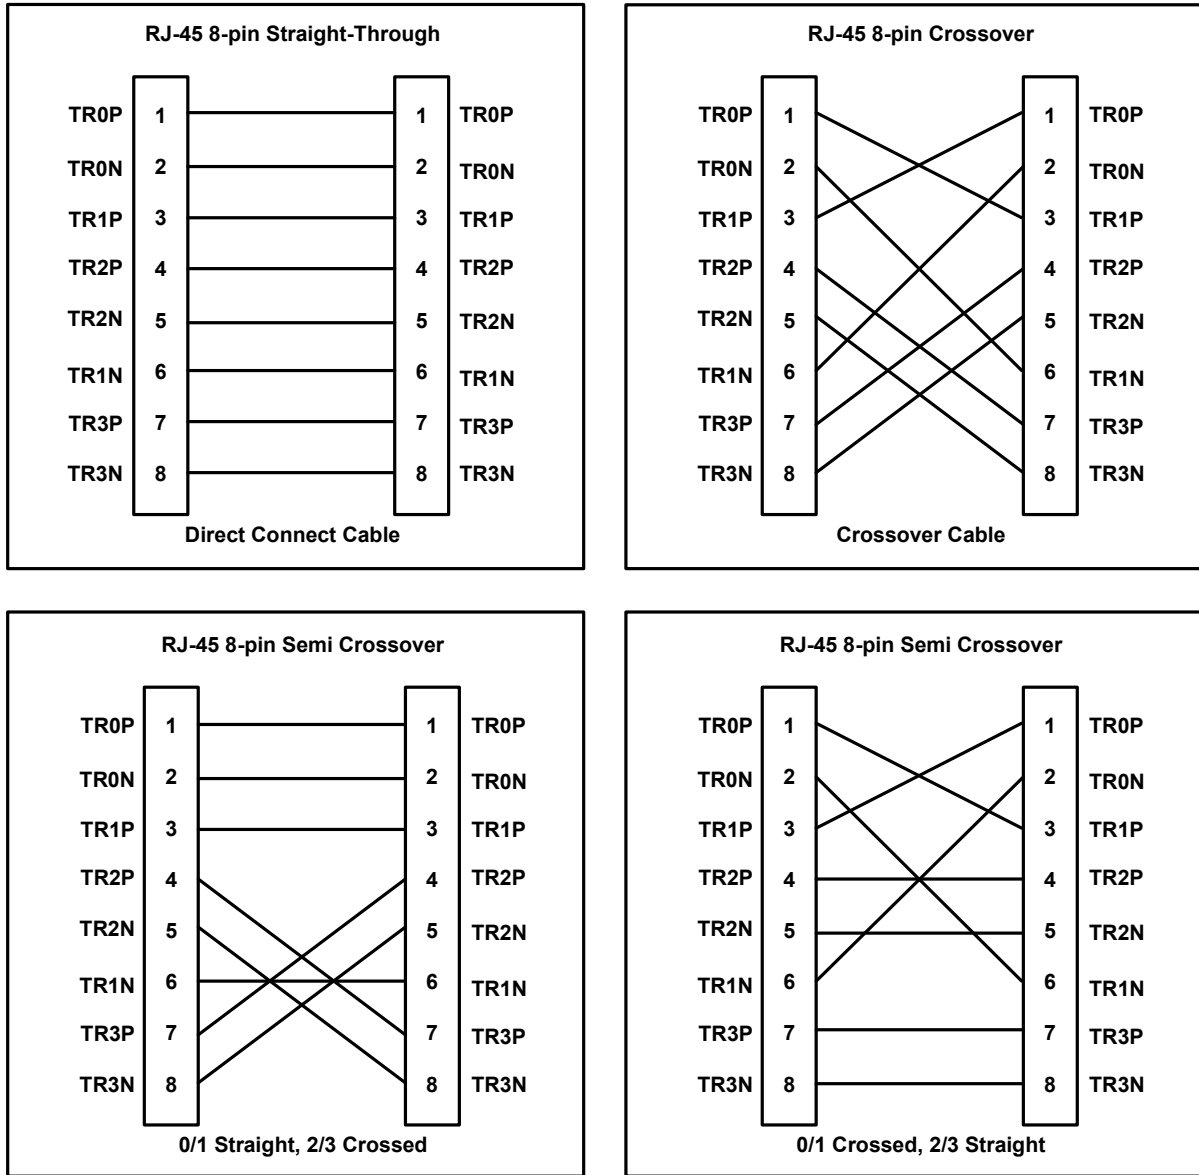 RJ-45 8-pin Straight-Through
TR0P 1 1 TR0P
TR0N 2 2 TR0N
TR1P 3 3 TR1P
TR2P 4 4 TR2P
TR2N 5 5 TR2N
TR1N 6 6 TR1N
TR3P 7 7 TR3P
TR3N 8 8 TR3N
Direct Connect Cable
RJ-45 8-pin Crossover
TR0P 1 1 TR0P
TR0N 2 2 TR0N
TR1P 3 3 TR1P
TR2P 4 4 TR2P
TR2N 5 5 TR2N
TR1N 6 6 TR1N
TR3P 7 7 TR3P
TR3N 8 8 TR3N
Crossover Cable
RJ-45 8-pin Semi Crossover
TR0P 1 1 TR0P
TR0N 2 2 TR0N
TR1P 3 3 TR1P
TR2P 4 4 TR2P
TR2N 5 5 TR2N
TR1N 6 6 TR1N
TR3P 7 7 TR3P
TR3N 8 8 TR3N
0/1 Straight, 2/3 Crossed
RJ-45 8-pin Semi Crossover
TR0P 1 1 TR0P
TR0N 2 2 TR0N
TR1P 3 3 TR1P
TR2P 4 4 TR2P
TR2N 5 5 TR2N
TR1N 6 6 TR1N
TR3P 7 7 TR3P
TR3N 8 8 TR3N
0/1 Crossed, 2/3 Straight